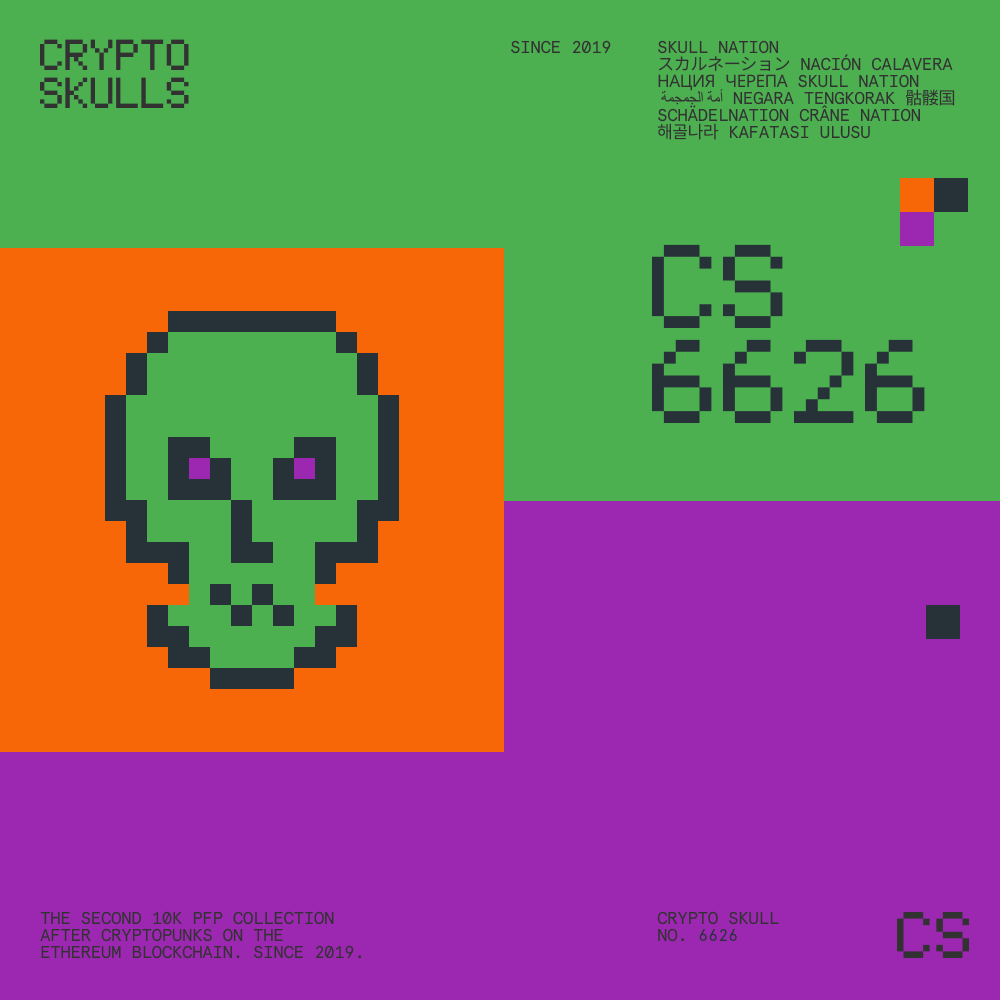 CRYPTO
SKULLS
SINCE 2019
SKULL NATION
スカルネーション NACIÓN CALAVERA
НАЦИЯ ЧЕРЕПА SKULL NATION
أمة الجمجمة NEGARA TENGKORAK 骷髅国
SCHÄDELNATION CRÂNE NATION
해골나라 KAFATASI ULUSU
CS
6626
THE SECOND 10K PFP COLLECTION
AFTER CRYPTOPUNKS ON THE
ETHEREUM BLOCKCHAIN. SINCE 2019.
CRYPTO SKULL
NO. 6626
CS